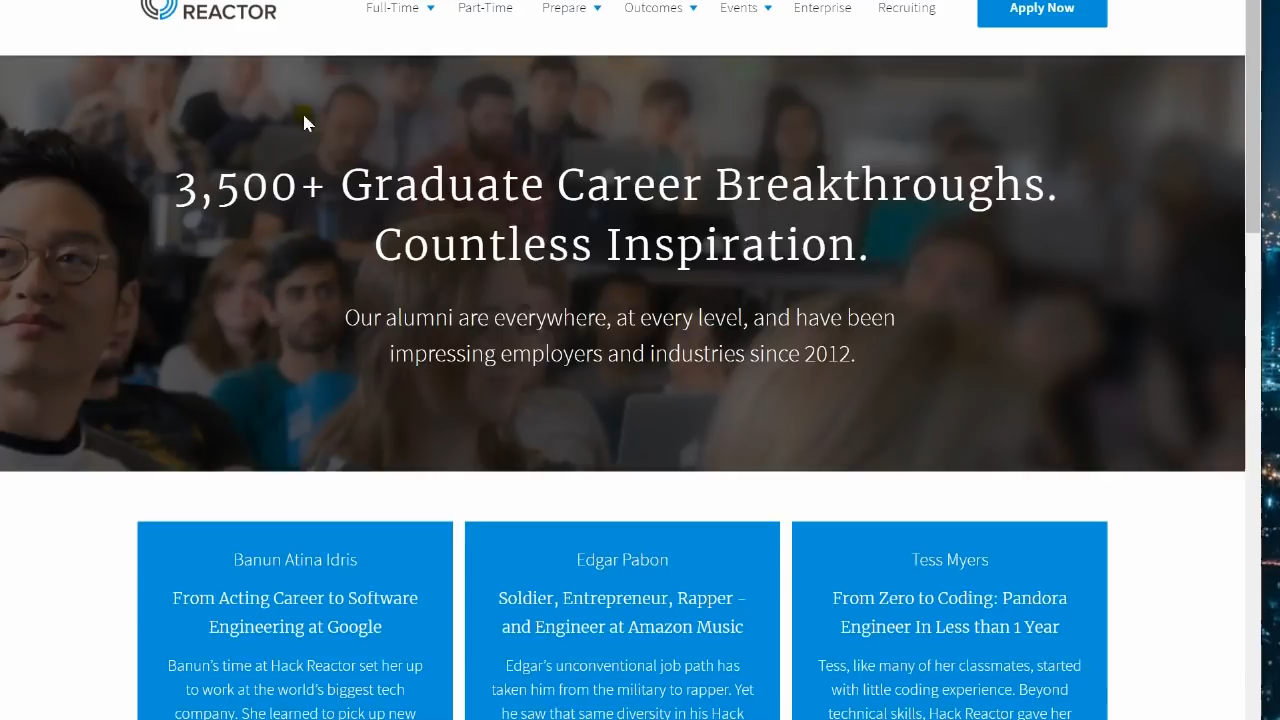 REACTOR
Full-Time Part-Time Prepare Outcomes Events Enterprise Recruiting Apply Now
3,500+ Graduate Career Breakthroughs.
Countless Inspiration.
Our alumni are everywhere, at every level, and have been
impressing employers and industries since 2012.
Banun Atina Idris
From Acting Career to Software
Engineering at Google
Banun's time at Hack Reactor set her up
to work at the world's biggest tech
company. She learned to pick up new
Edgar Pabon
Soldier, Entrepreneur, Rapper –
and Engineer at Amazon Music
Edgar's unconventional job path has
taken him from the military to rapper. Yet
he saw that same diversity in his Hack
Tess Myers
From Zero to Coding: Pandora
Engineer In Less than 1 Year
Tess, like many of her classmates, started
with little coding experience. Beyond
technical skills, Hack Reactor gave her